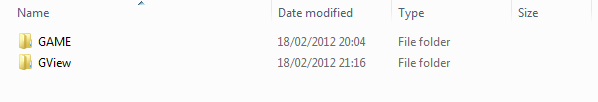 Name Date modified Type Size
GAME 18/02/2012 20:04 File folder
GView 18/02/2012 21:16 File folder